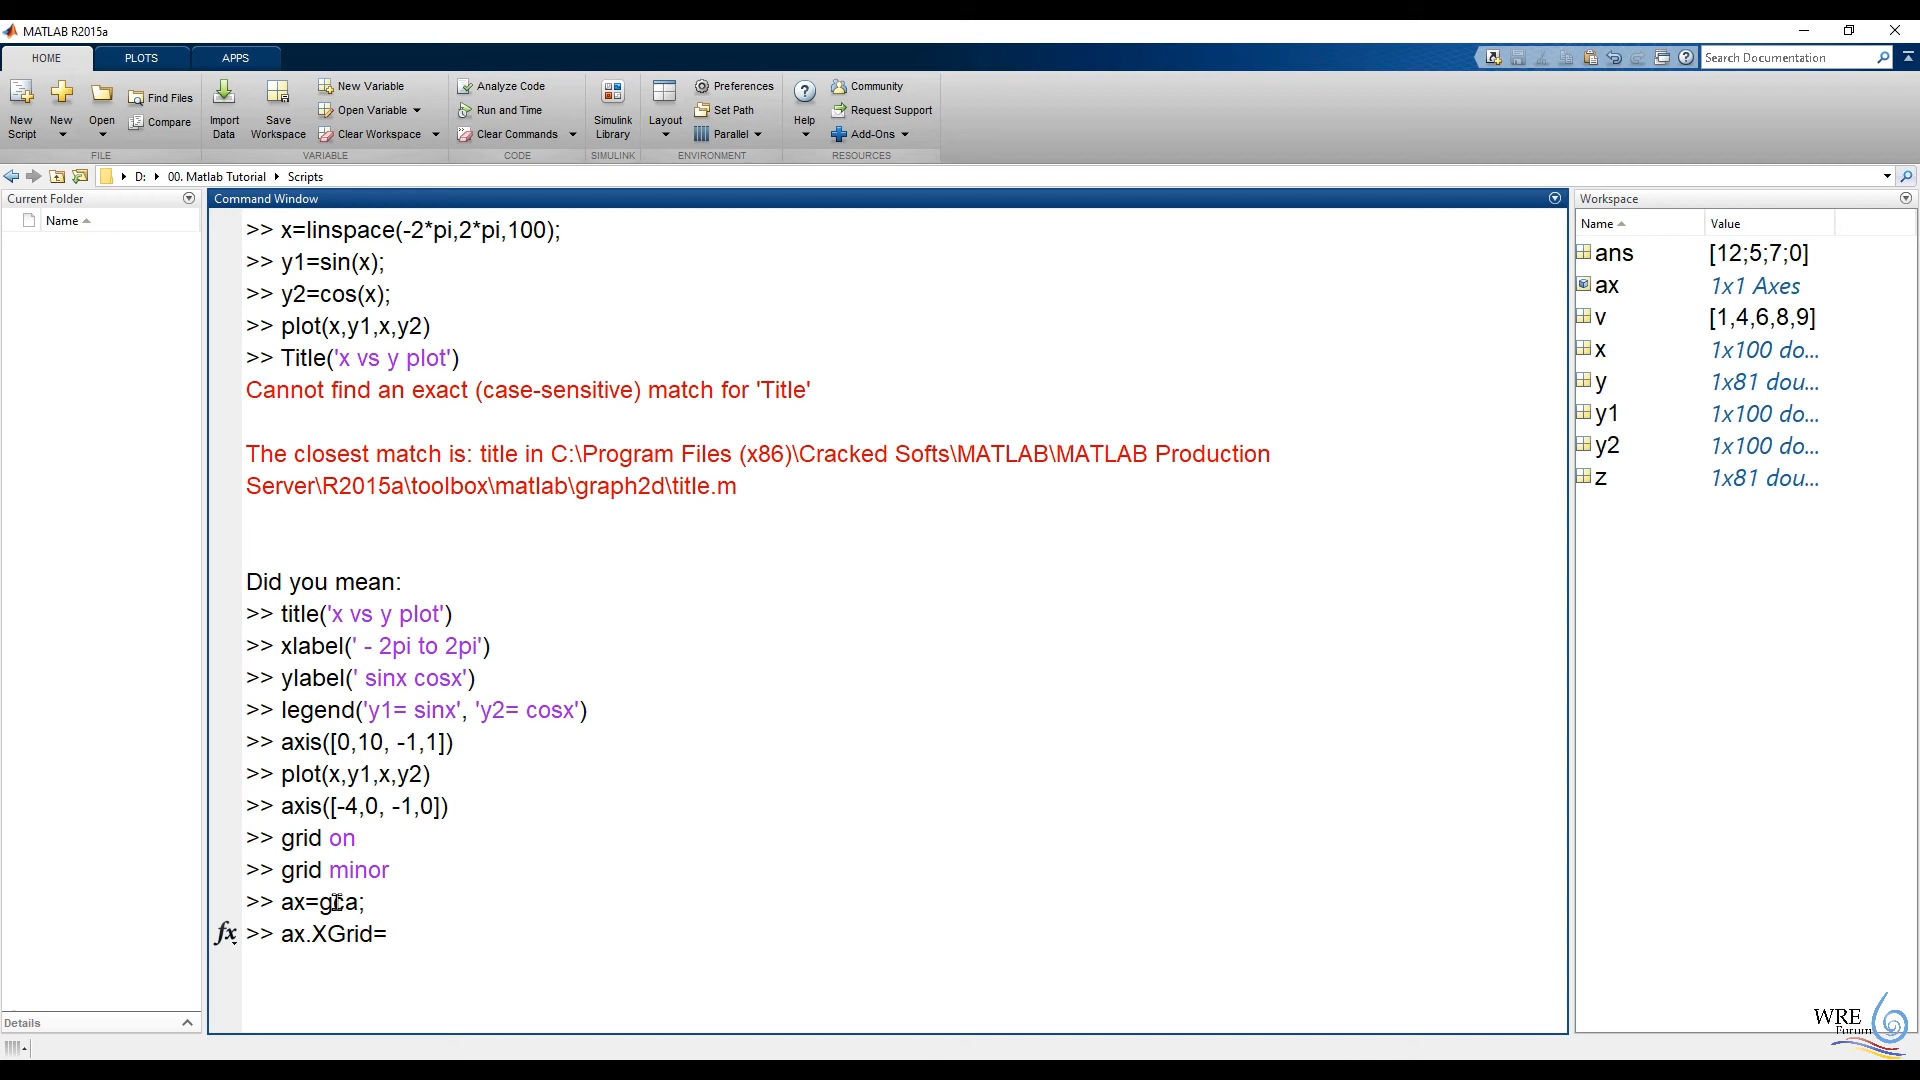 MATLAB R2015a
HOME
PLOTS
APPS
Search Documentation
New Script
New
Open
Find Files
Compare
Import Data
Save Workspace
New Variable
Open Variable
Clear Workspace
Analyze Code
Run and Time
Clear Commands
Simulink Library
Layout
Preferences
Set Path
Parallel
Help
Community
Request Support
Add-Ons
FILE
VARIABLE
CODE
SIMULINK
ENVIRONMENT
RESOURCES
D: 00. Matlab Tutorial Scripts
Current Folder
Name
Details
Command Window
>> x=linspace(-2*pi,2*pi,100);
>> y1=sin(x);
>> y2=cos(x);
>> plot(x,y1,x,y2)
>> Title('x vs y plot')
Cannot find an exact (case-sensitive) match for 'Title'
The closest match is: title in C:\Program Files (x86)\Cracked Softs\MATLAB\MATLAB Production
Server\R2015a\toolbox\matlab\graph2d\title.m
Did you mean:
>> title('x vs y plot')
>> xlabel(' - 2pi to 2pi')
>> ylabel(' sinx cosx')
>> legend('y1= sinx', 'y2= cosx')
>> axis([0,10, -1,1])
>> plot(x,y1,x,y2)
>> axis([-4,0, -1,0])
>> grid on
>> grid minor
>> ax=gca;
fx >> ax.XGrid=
Workspace
Name Value
ans [12;5;7;0]
ax 1x1 Axes
v [1,4,6,8,9]
x 1x100 do...
y 1x81 dou...
y1 1x100 do...
y2 1x100 do...
z 1x81 dou...
WRE
Forum